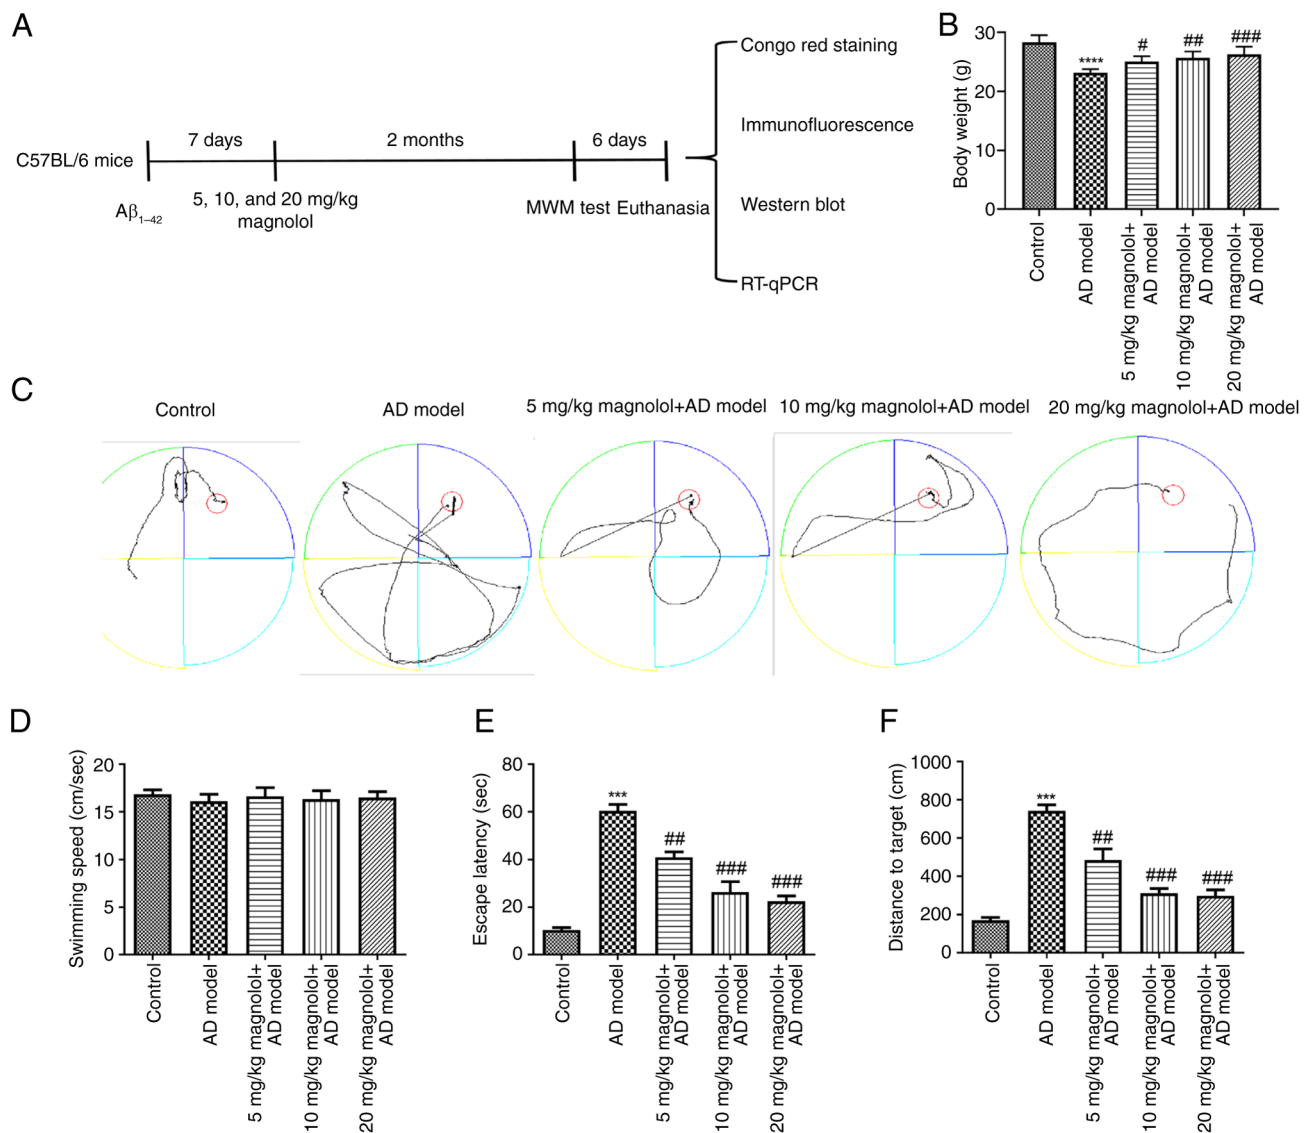 A
C57BL/6 mice
7 days
2 months
6 days
Aβ1–42
5, 10, and 20 mg/kg
magnolol
MWM test
Euthanasia
Congo red staining
Immunofluorescence
Western blot
RT-qPCR
B
Body weight (g)
30
20
10
0
****
#
##
###
Control
AD model
5 mg/kg magnolol+
AD model
10 mg/kg magnolol+
AD model
20 mg/kg magnolol+
AD model
C
Control
AD model
5 mg/kg magnolol+AD model
10 mg/kg magnolol+AD model
20 mg/kg magnolol+AD model
D
Swimming speed (cm/sec)
20
15
10
5
0
Control
AD model
5 mg/kg magnolol+
AD model
10 mg/kg magnolol+
AD model
20 mg/kg magnolol+
AD model
E
Escape latency (sec)
80
60
40
20
0
***
##
###
###
Control
AD model
5 mg/kg magnolol+
AD model
10 mg/kg magnolol+
AD model
20 mg/kg magnolol+
AD model
F
Distance to target (cm)
1000
800
600
400
200
0
***
##
###
###
Control
AD model
5 mg/kg magnolol+
AD model
10 mg/kg magnolol+
AD model
20 mg/kg magnolol+
AD model